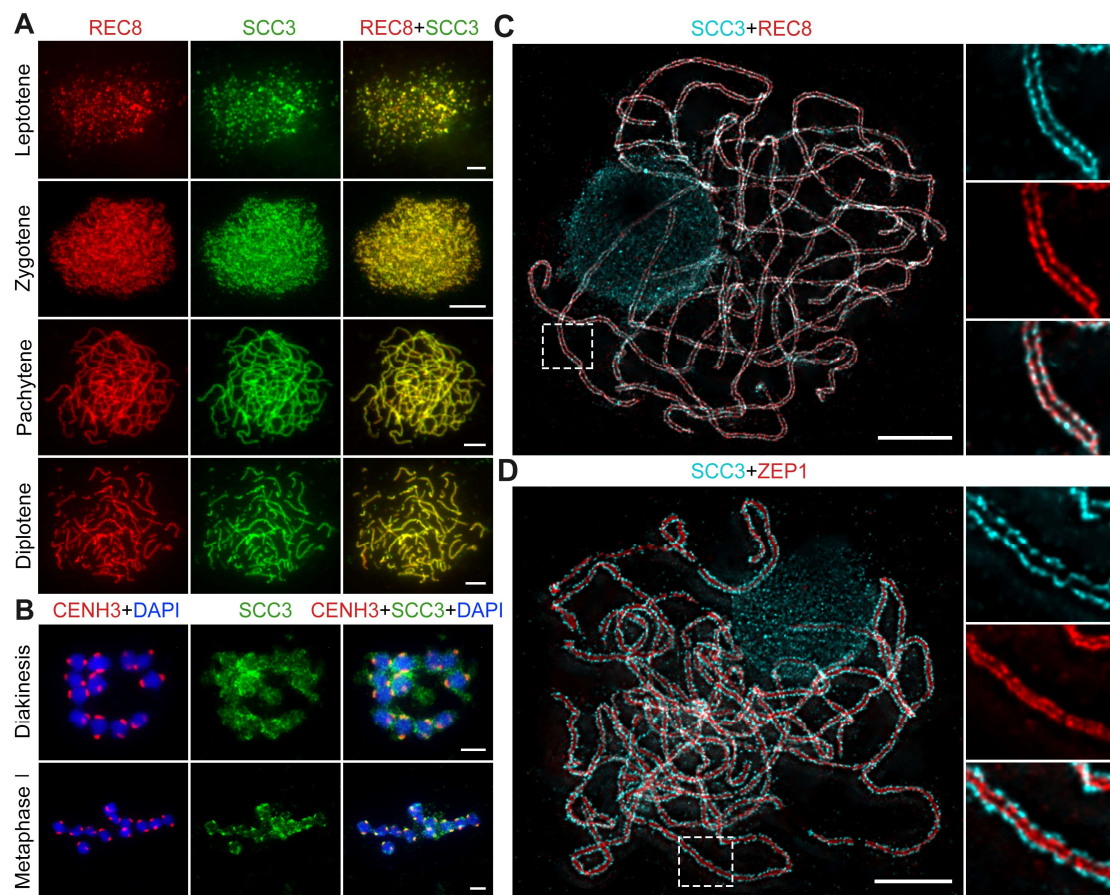 A
REC8 SCC3 REC8+SCC3
Leptotene
Zygotene
Pachytene
Diplotene
B
CENH3+DAPI SCC3 CENH3+SCC3+DAPI
Diakinesis
Metaphase I
C
SCC3+REC8
D
SCC3+ZEP1